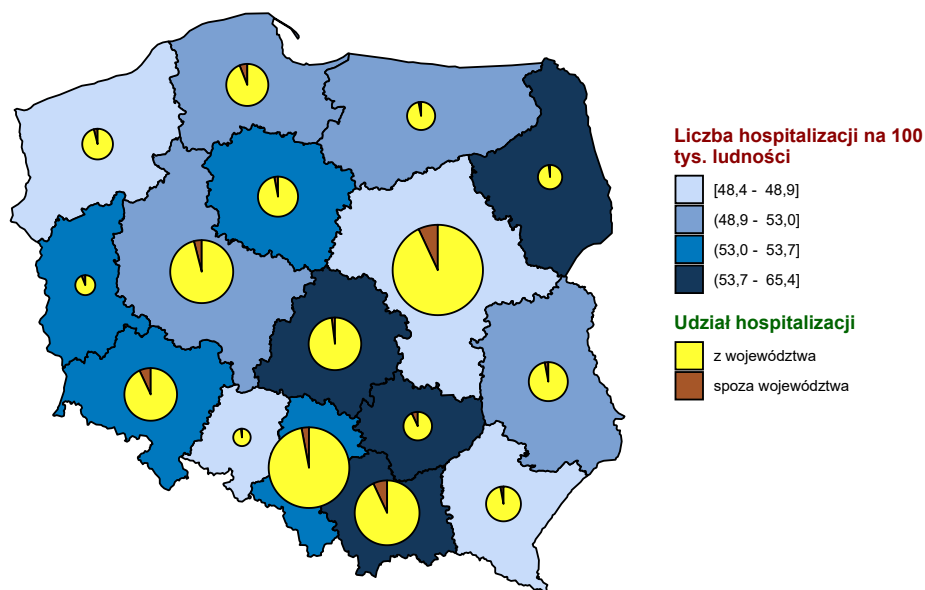 Liczba hospitalizacji na 100
tys. ludności
[48,4 - 48,9]
(48,9 - 53,0]
(53,0 - 53,7]
(53,7 - 65,4]
Udział hospitalizacji
z województwa
spoza województwa